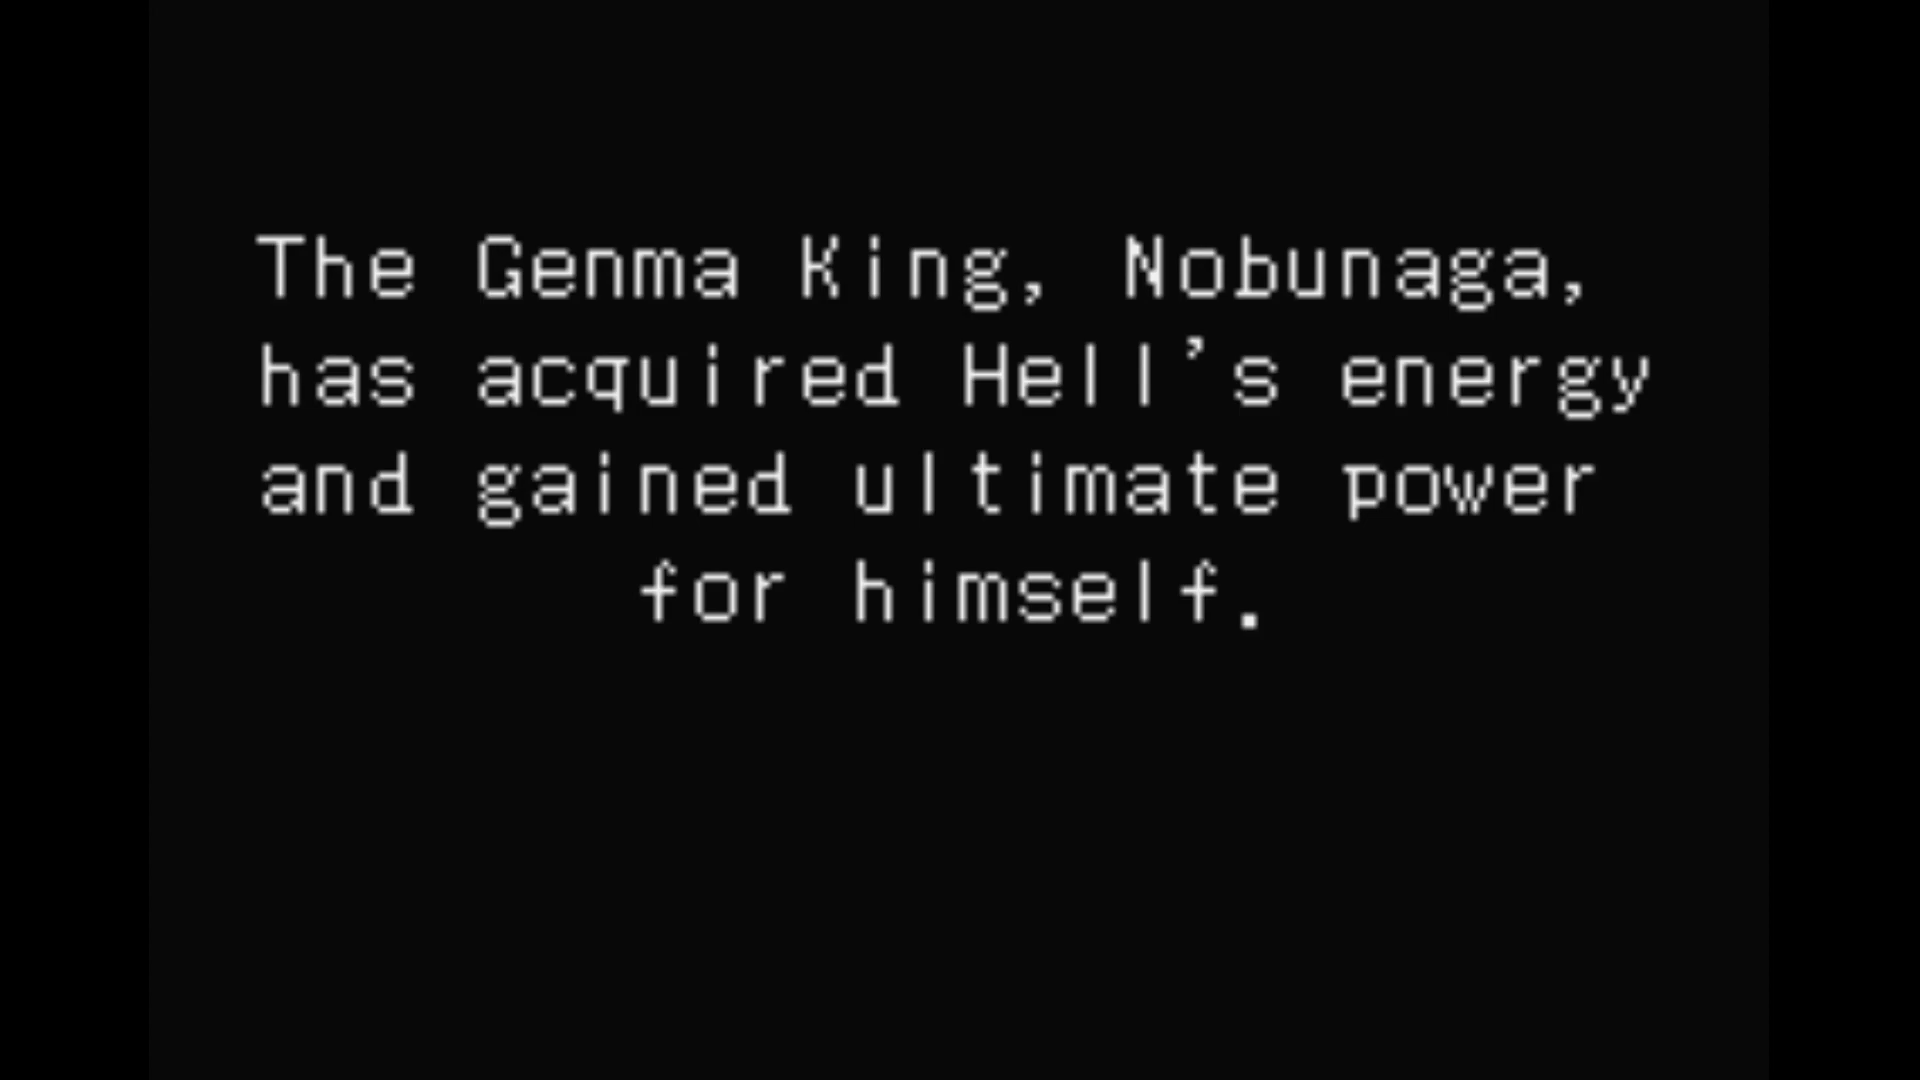 The Genma King, Nobunaga,
has acquired Hell's energy
and gained ultimate power
for himself.